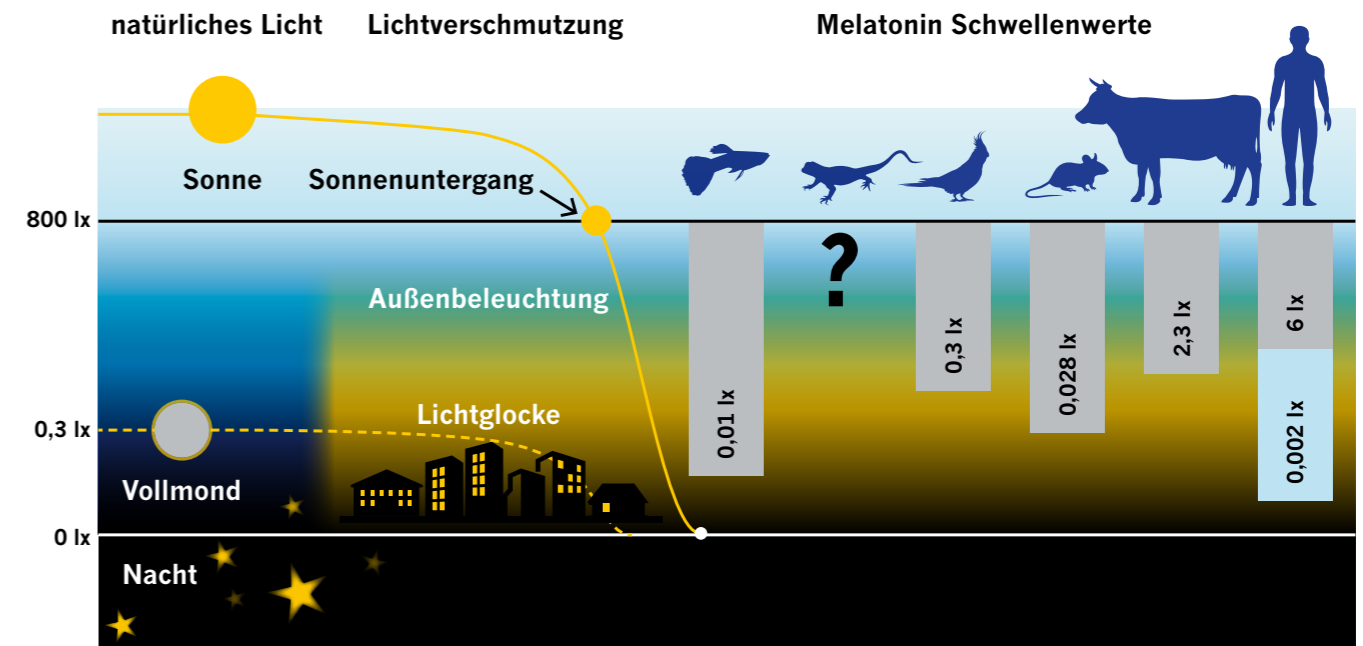 natürliches Licht
Lichtverschmutzung
Melatonin Schwellenwerte
Sonne
Sonnenuntergang
800 lx
?
Außenbeleuchtung
6 lx
2,3 lx
0,3 lx
0,028 lx
0,01 lx
0,002 lx
Lichtglocke
0,3 lx
Vollmond
0 lx
Nacht